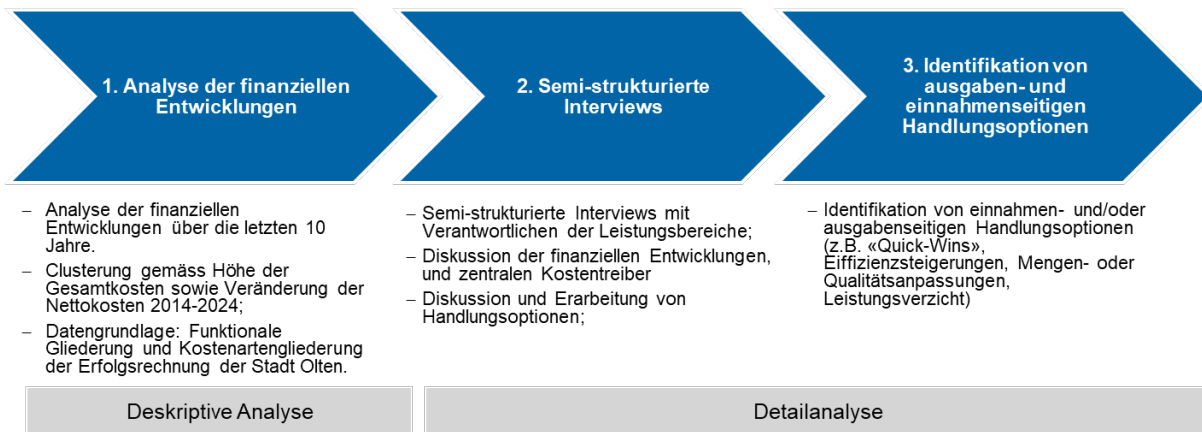 1. Analyse der finanziellen
Entwicklungen
2. Semi-strukturierte
Interviews
3. Identifikation von
ausgaben- und
einnahmenseitigen
Handlungsoptionen
– Analyse der finanziellen
Entwicklungen über die letzten 10
Jahre.
– Clusterung gemäss Höhe der
Gesamtkosten sowie Veränderung der
Nettokosten 2014-2024;
– Datengrundlage: Funktionale
Gliederung und Kostenartengliederung
der Erfolgsrechnung der Stadt Olten.
– Semi-strukturierte Interviews mit
Verantwortlichen der Leistungsbereiche;
– Diskussion der finanziellen Entwicklungen,
und zentralen Kostentreiber
– Diskussion und Erarbeitung von
Handlungsoptionen;
– Identifikation von einnahmen- und/oder
ausgabenseitigen Handlungsoptionen
(z.B. «Quick-Wins»,
Eiffizienzsteigerungen, Mengen- oder
Qualitätsanpassungen,
Leistungsverzicht)
Deskriptive Analyse
Detailanalyse